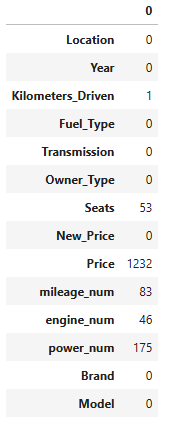 0
Location 0
Year 0
Kilometers_Driven 1
Fuel_Type 0
Transmission 0
Owner_Type 0
Seats 53
New_Price 0
Price 1232
mileage_num 83
engine_num 46
power_num 175
Brand 0
Model 0